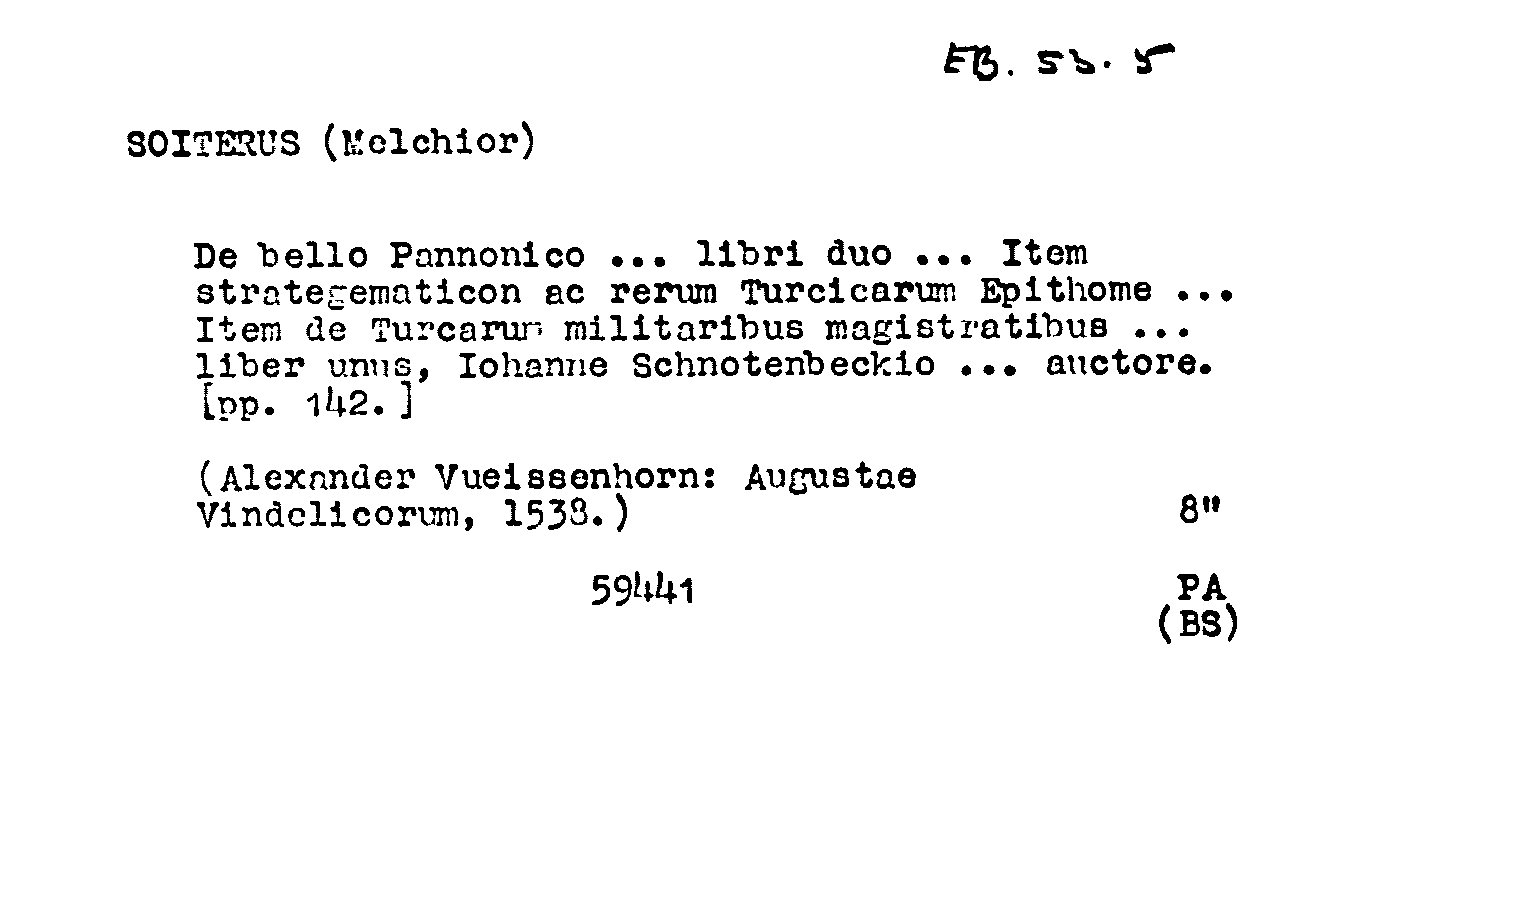 EB. 53. 5
SOITERUS (Melchior)
De bello Pannonico ... libri duo ... Item
strategematicon ac rerum Turcicarum Epithome ...
Item de Turcarum militaribus magistratibus ...
liber unus, Iohanne Schnotenbeckio ... auctore.
[pp. 142.]
(Alexander Vueissenhorn: Augustae
Vindelicorum, 1538.) 8"
59441 PA
(BS)